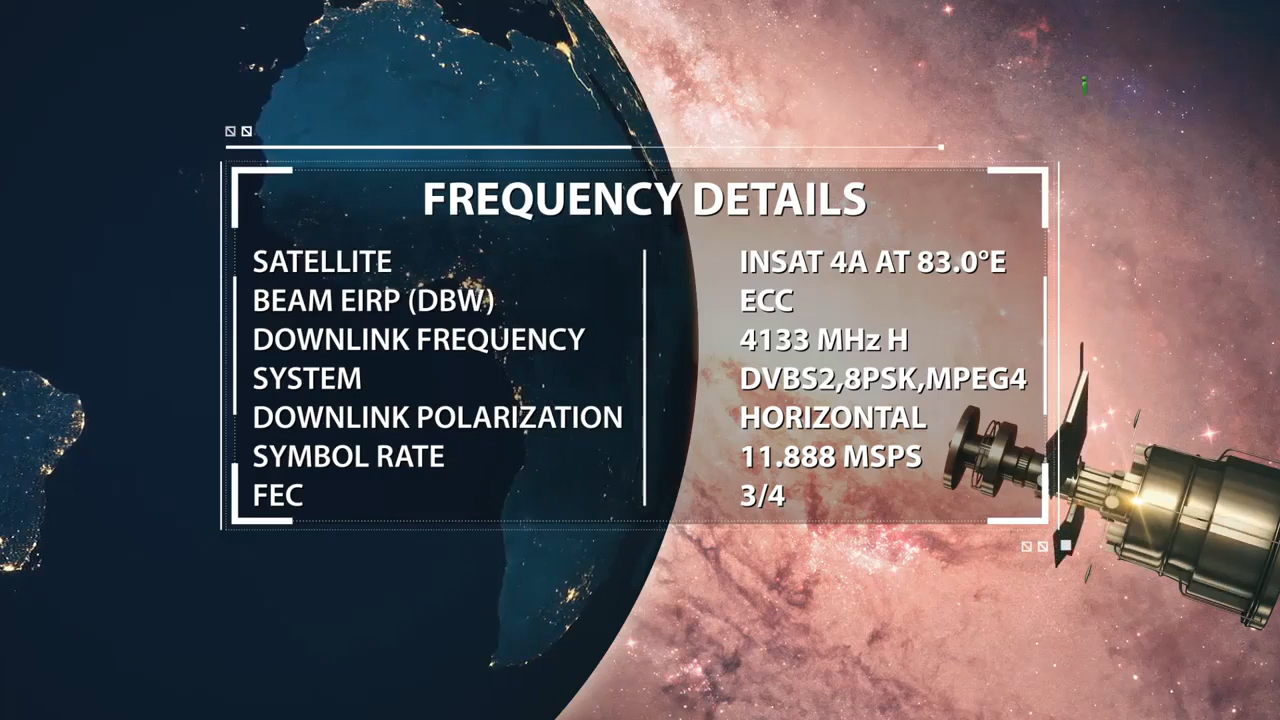 FREQUENCY DETAILS
SATELLITE INSAT 4A AT 83.0°E
BEAM EIRP (DBW) ECC
DOWNLINK FREQUENCY 4133 MHz H
SYSTEM DVBS2,8PSK,MPEG4
DOWNLINK POLARIZATION HORIZONTAL
SYMBOL RATE 11.888 MSPS
FEC 3/4